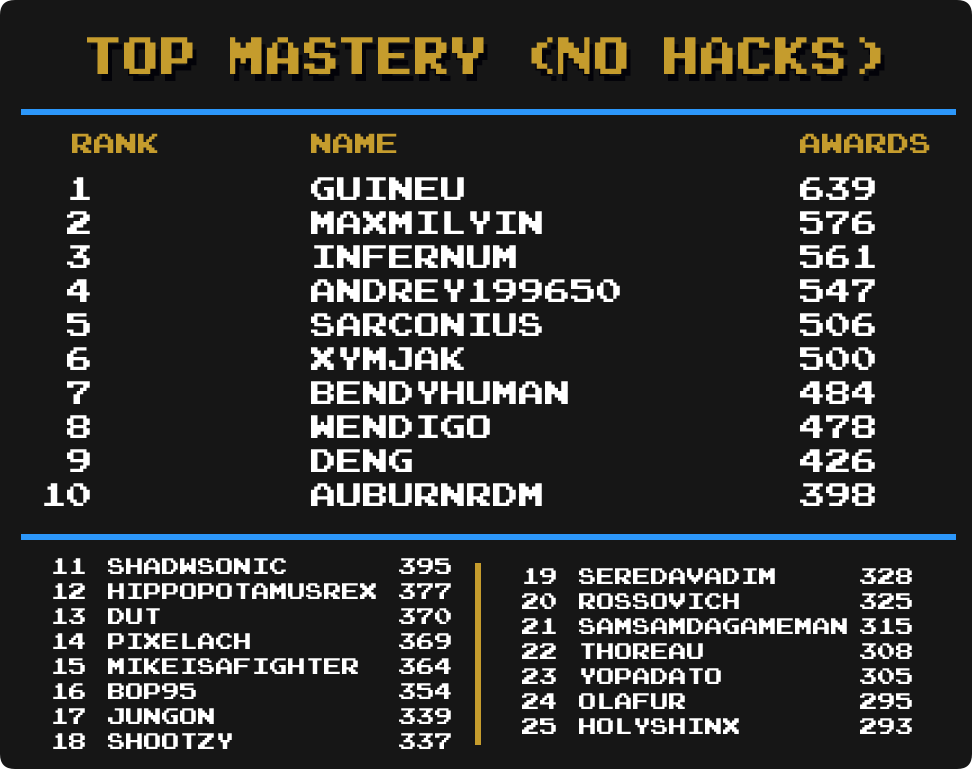 TOP MASTERY (NO HACKS)
RANK NAME AWARDS
1 GUINEU 639
2 MAXMILYIN 576
3 INFERNUM 561
4 ANDREY199650 547
5 SARCONIUS 506
6 XYMJAK 500
7 BENDYHUMAN 484
8 WENDIGO 478
9 DENG 426
10 AUBURNRDM 398
11 SHADWSONIC 395
12 HIPPOPOTAMUSREX 377
13 DUT 370
14 PIXELACH 369
15 MIKEISAFIGHTER 364
16 BOP95 354
17 JUNGON 339
18 SHOOTZY 337
19 SEREDAVADIM 328
20 ROSSOVICH 325
21 SAMSAMDAGAMEMAN 315
22 THOREAU 308
23 YOPADATO 305
24 OLAFUR 295
25 HOLYSHINX 293